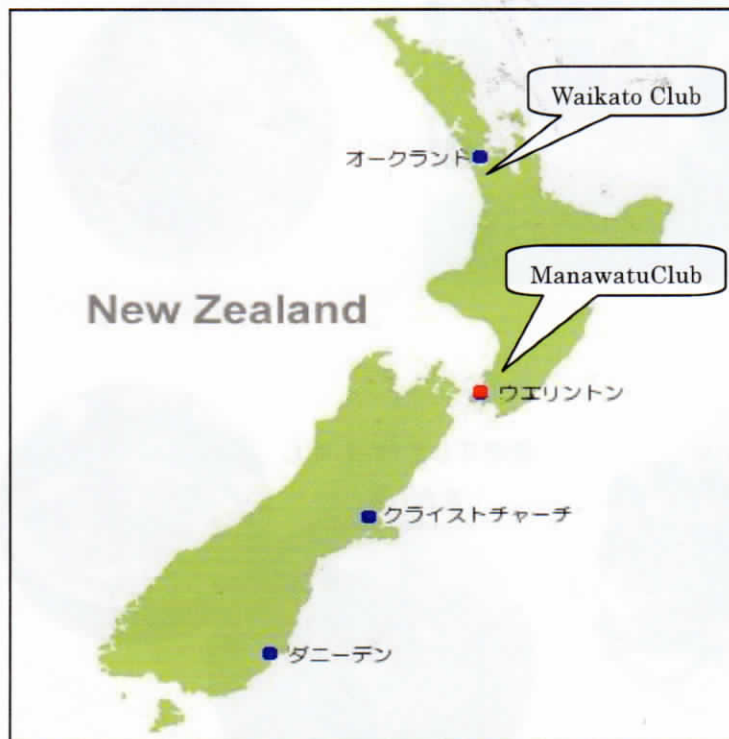 Waikato Club
オークランド
ManawatuClub
New Zealand
ウエリントン
クライストチャーチ
ダニーデン